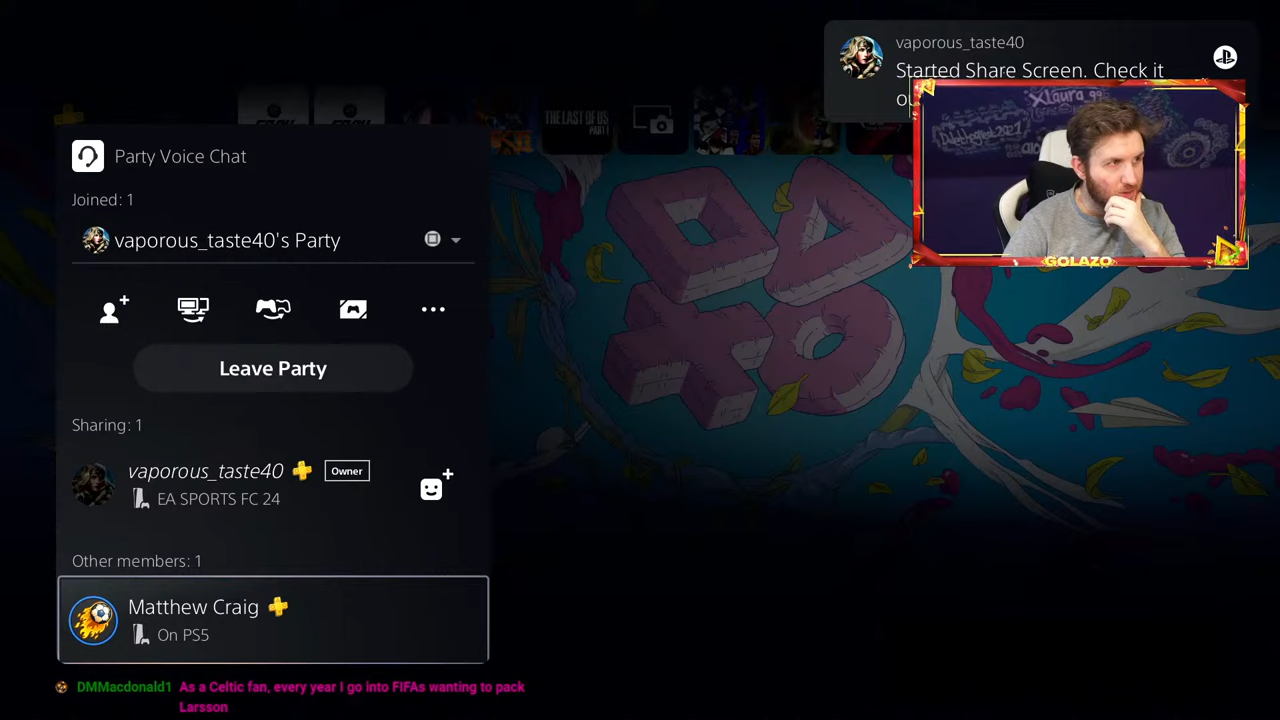 vaporous_taste40
Started Share Screen. Check it
Party Voice Chat
Joined: 1
THE LAST OF US
PART I
vaporous_taste40's Party
Leave Party
Sharing: 1
vaporous_taste40 Owner
EA SPORTS FC 24
Other members: 1
Matthew Craig
On PS5
GOLAZO
DMMacdonald1 As a Celtic fan, every year I go into FIFAs wanting to pack
Larsson